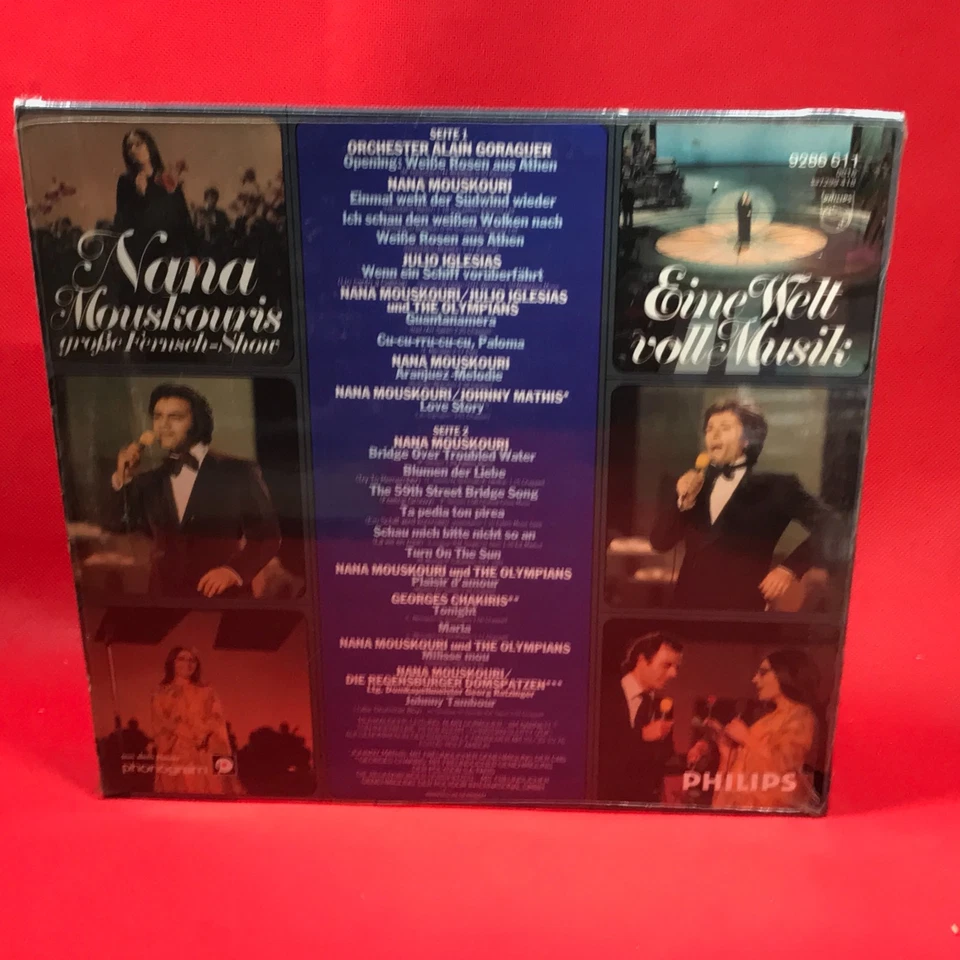 Nana
Mouskouris
große Fernseh=Show
SEITE 1
ORCHESTER ALAIN GORAGUER
Opening: Weiße Rosen aus Athen
NANA MOUSKOURI
Einmal weht der Südwind wieder
Ich schau den weißen Wolken nach
Weiße Rosen aus Athen
JULIO IGLESIAS
Wenn ein Schiff vorüberfährt
NANA MOUSKOURI/JULIO IGLESIAS
und THE OLYMPIANS
Guantanamera
Cu-cu-rru-cu-cu, Paloma
NANA MOUSKOURI
Aranjuez-Melodie
NANA MOUSKOURI/JOHNNY MATHIS*
Love Story
SEITE 2
NANA MOUSKOURI
Bridge Over Troubled Water
Blumen der Liebe
The 59th Street Bridge Song
Ta pedia ton pirea
Schau mich bitte nicht so an
Turn On The Sun
NANA MOUSKOURI und THE OLYMPIANS
Plaisir d'amour
GEORGES CHAKIRIS**
Tonight
Maria
NANA MOUSKOURI und THE OLYMPIANS
Milisse mou
NANA MOUSKOURI/
DIE REGENSBURGER DOMSPATZEN***
Ltg. Domkapellmeister Georg Ratzinger
Johnny Tambour
9286 611
Eine Welt
voll Musik
phonogram
PHILIPS